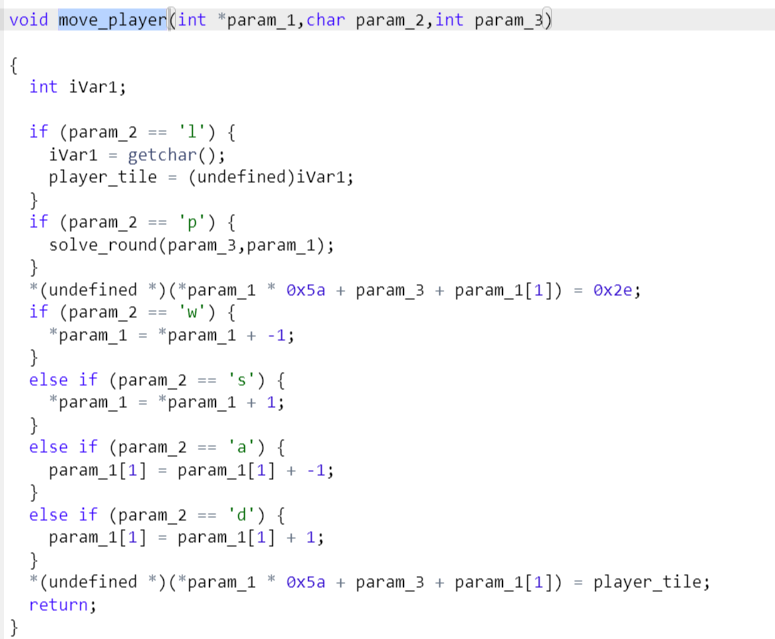 void move_player(int *param_1,char param_2,int param_3)
{
int iVar1;
if (param_2 == 'l') {
iVar1 = getchar();
player_tile = (undefined)iVar1;
}
if (param_2 == 'p') {
solve_round(param_3,param_1);
}
*(undefined *)(*param_1 * 0x5a + param_3 + param_1[1]) = 0x2e;
if (param_2 == 'w') {
*param_1 = *param_1 + -1;
}
else if (param_2 == 's') {
*param_1 = *param_1 + 1;
}
else if (param_2 == 'a') {
param_1[1] = param_1[1] + -1;
}
else if (param_2 == 'd') {
param_1[1] = param_1[1] + 1;
}
*(undefined *)(*param_1 * 0x5a + param_3 + param_1[1]) = player_tile;
return;
}